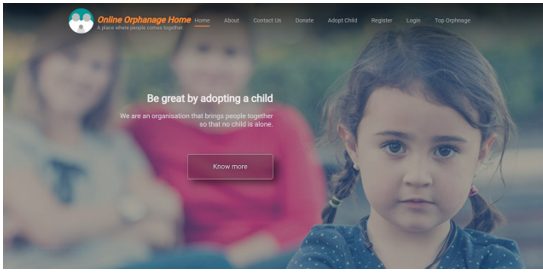 Online Orphanage Home
A place where people comes together
Home About Contact Us Donate Adopt Child Register Login Top Orphnage
Be great by adopting a child
We are an organisation that brings people together
so that no child is alone.
Know more